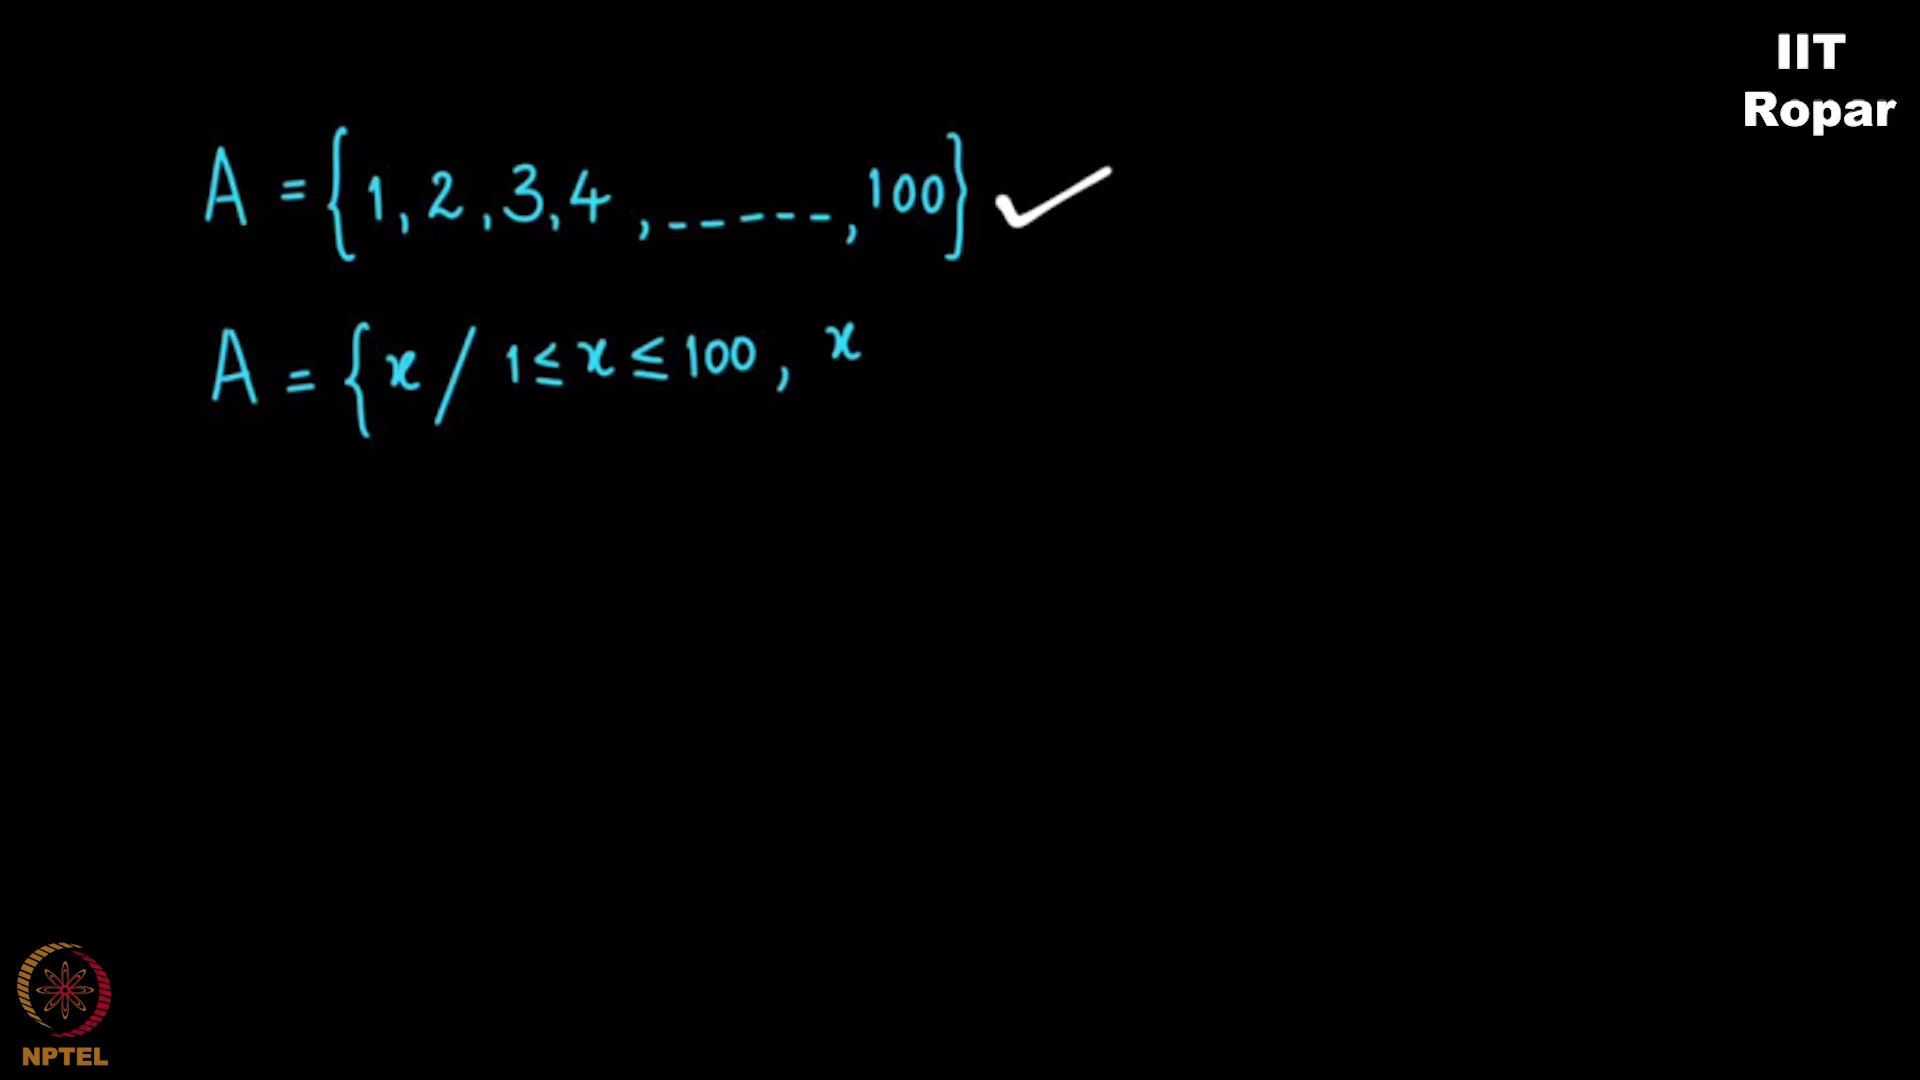 IIT
Ropar
A = {1, 2, 3, 4, -----, 100} ✓
A = {x / 1 ≤ x ≤ 100, x
NPTEL